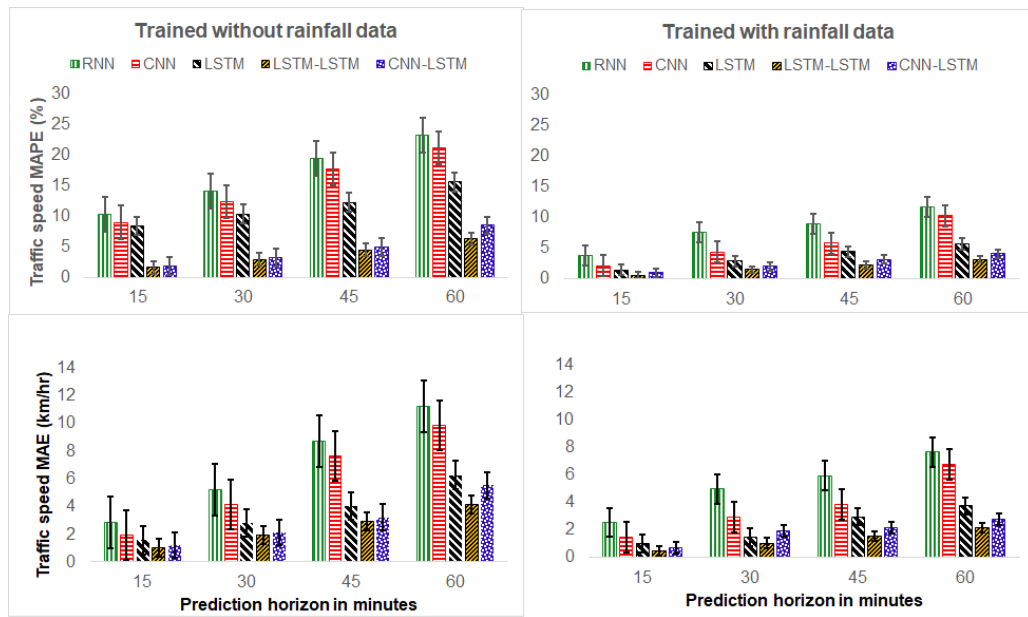 Trained without rainfall data
RNN CNN LSTM LSTM-LSTM CNN-LSTM
Traffic speed MAPE (%)
30
25
20
15
10
5
0
15 30 45 60
Trained with rainfall data
RNN CNN LSTM LSTM-LSTM CNN-LSTM
30
25
20
15
10
5
0
15 30 45 60
Traffic speed MAE (km/hr)
14
12
10
8
6
4
2
0
15 30 45 60
Prediction horizon in minutes
14
12
10
8
6
4
2
0
15 30 45 60
Prediction horizon in minutes